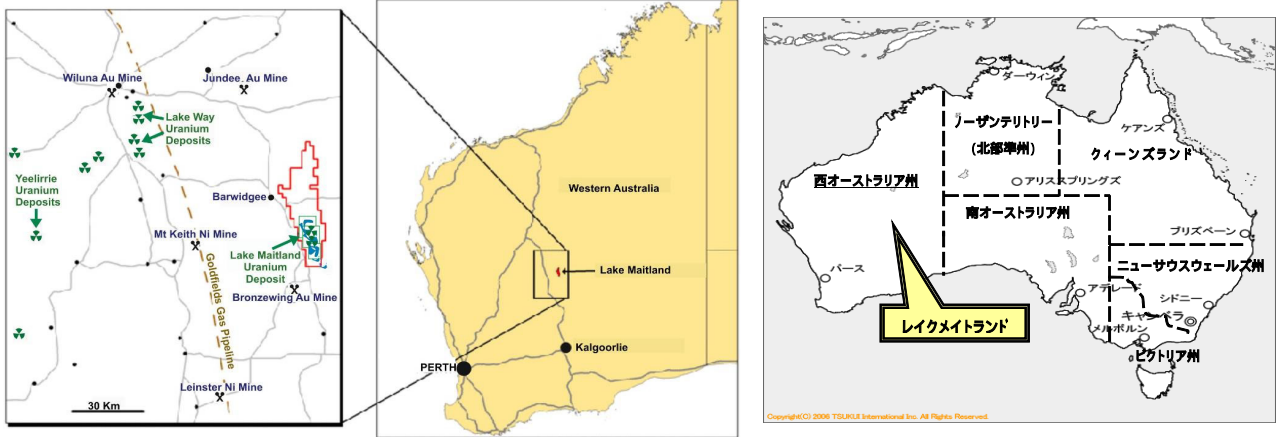 Wiluna Au Mine
Jundee Au Mine
Lake Way
Uranium
Deposits
Yeelirrie
Uranium
Deposits
Barwidgee
Mt Keith Ni Mine
Lake Maitland
Uranium
Deposit
Bronzewing Au Mine
Goldfields Gas Pipeline
Leinster Ni Mine
30 Km
Western Australia
Lake Maitland
Kalgoorlie
PERTH
ダーウィン
ノーザンテリトリー
(北部準州)
ケアンズ
クィーンズランド
西オーストラリア州
アリススプリングズ
南オーストラリア州
ブリズベーン
ニューサウスウェールズ州
パース
アデレード
シドニー
キャンベラ
メルボルン
ビクトリア州
レイクメイトランド
Copyright(C) 2006 TSUKUI International Inc. All Rights Reserved.